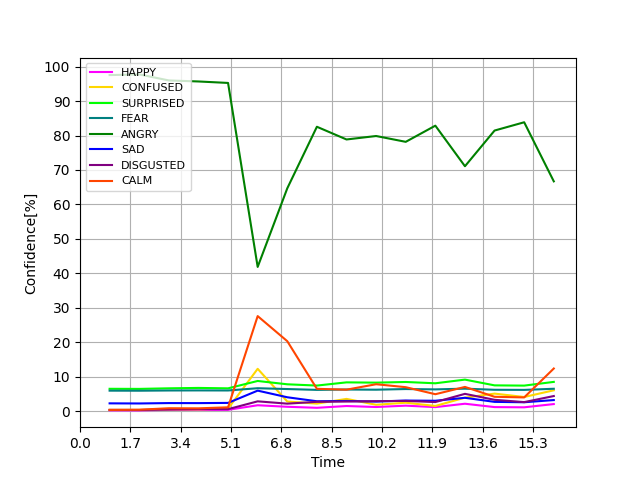 100
90
80
70
60
50
40
30
20
10
0
HAPPY
CONFUSED
SURPRISED
FEAR
ANGRY
SAD
DISGUSTED
CALM
Confidence[%]
0.0 1.7 3.4 5.1 6.8 8.5 10.2 11.9 13.6 15.3
Time